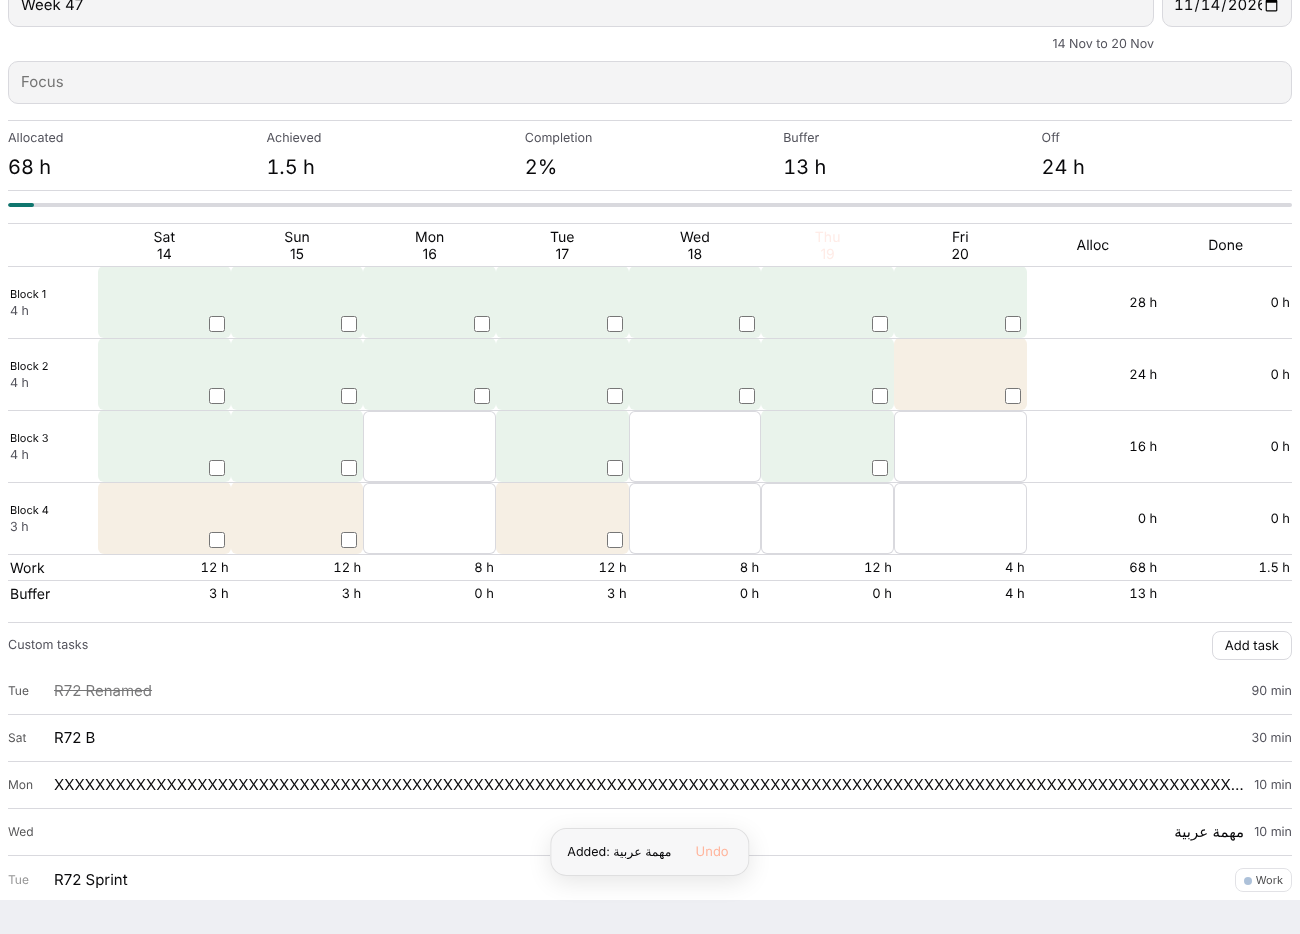 Week 47
11/14/2026
14 Nov to 20 Nov
Focus
Allocated Achieved Completion Buffer Off
68 h 1.5 h 2% 13 h 24 h
Sat Sun Mon Tue Wed Thu Fri Alloc Done
14 15 16 17 18 19 20
Block 1
4 h 28 h 0 h
Block 2
4 h 24 h 0 h
Block 3
4 h 16 h 0 h
Block 4
3 h 0 h 0 h
Work 12 h 12 h 8 h 12 h 8 h 12 h 4 h 68 h 1.5 h
Buffer 3 h 3 h 0 h 3 h 0 h 0 h 4 h 13 h
Custom tasks Add task
Tue R72 Renamed 90 min
Sat R72 B 30 min
Mon XXXXXXXXXXXXXXXXXXXXXXXXXXXXXXXXXXXXXXXXXXXXXXXXXXXXXXXXXXXXXXXXXXXXXXXXXXXXXXXXXXXXXXXXXXXXXXXXXXXXXXXXXXXXXXXXXXXX... 10 min
Wed مهمة عربية 10 min
Added: مهمة عربية Undo
Tue R72 Sprint Work